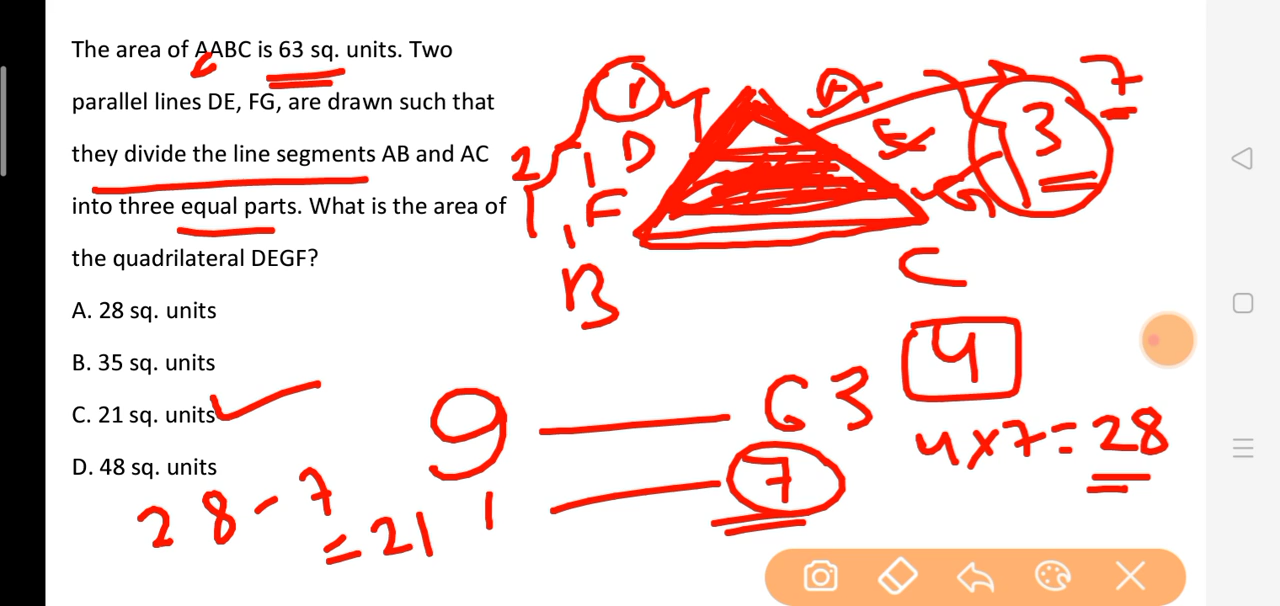 The area of AABC is 63 sq. units. Two
parallel lines DE, FG, are drawn such that
they divide the line segments AB and AC
into three equal parts. What is the area of
the quadrilateral DEGF?
A. 28 sq. units
B. 35 sq. units
C. 21 sq. units
D. 48 sq. units
1
D
2
1
F
1
B
C
E
G
3
7
4
9 — 63
1 — 7
4x7=28
28-7
=21